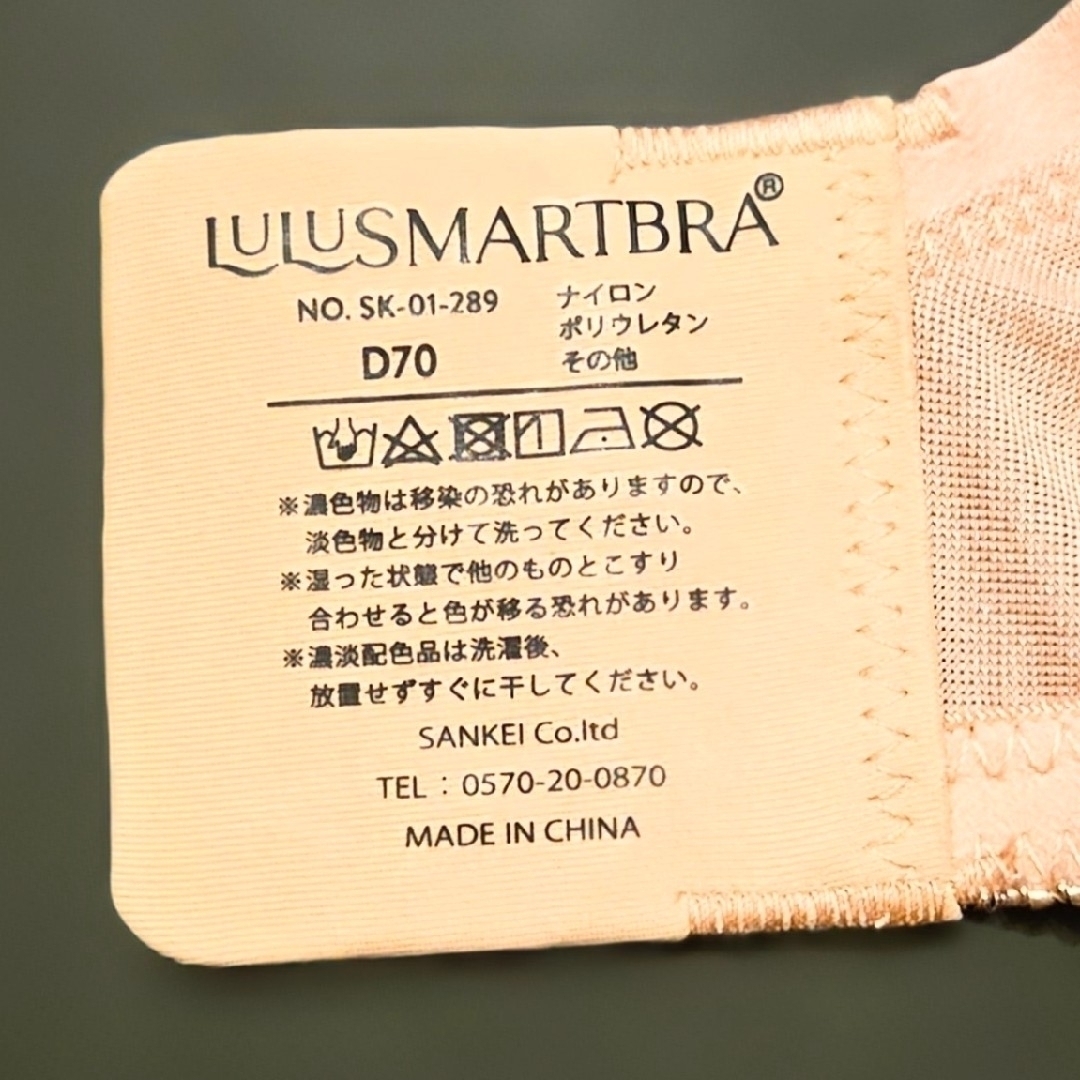 LULUSMARTBRA®
NO. SK-01-289
D70
ナイロン
ポリウレタン
その他
※濃色物は移染の恐れがありますので、
淡色物と分けて洗ってください。
※湿った状態で他のものとこすり
合わせると色が移る恐れがあります。
※濃淡配色品は洗濯後、
放置せずすぐに干してください。
SANKEI Co.ltd
TEL：0570-20-0870
MADE IN CHINA